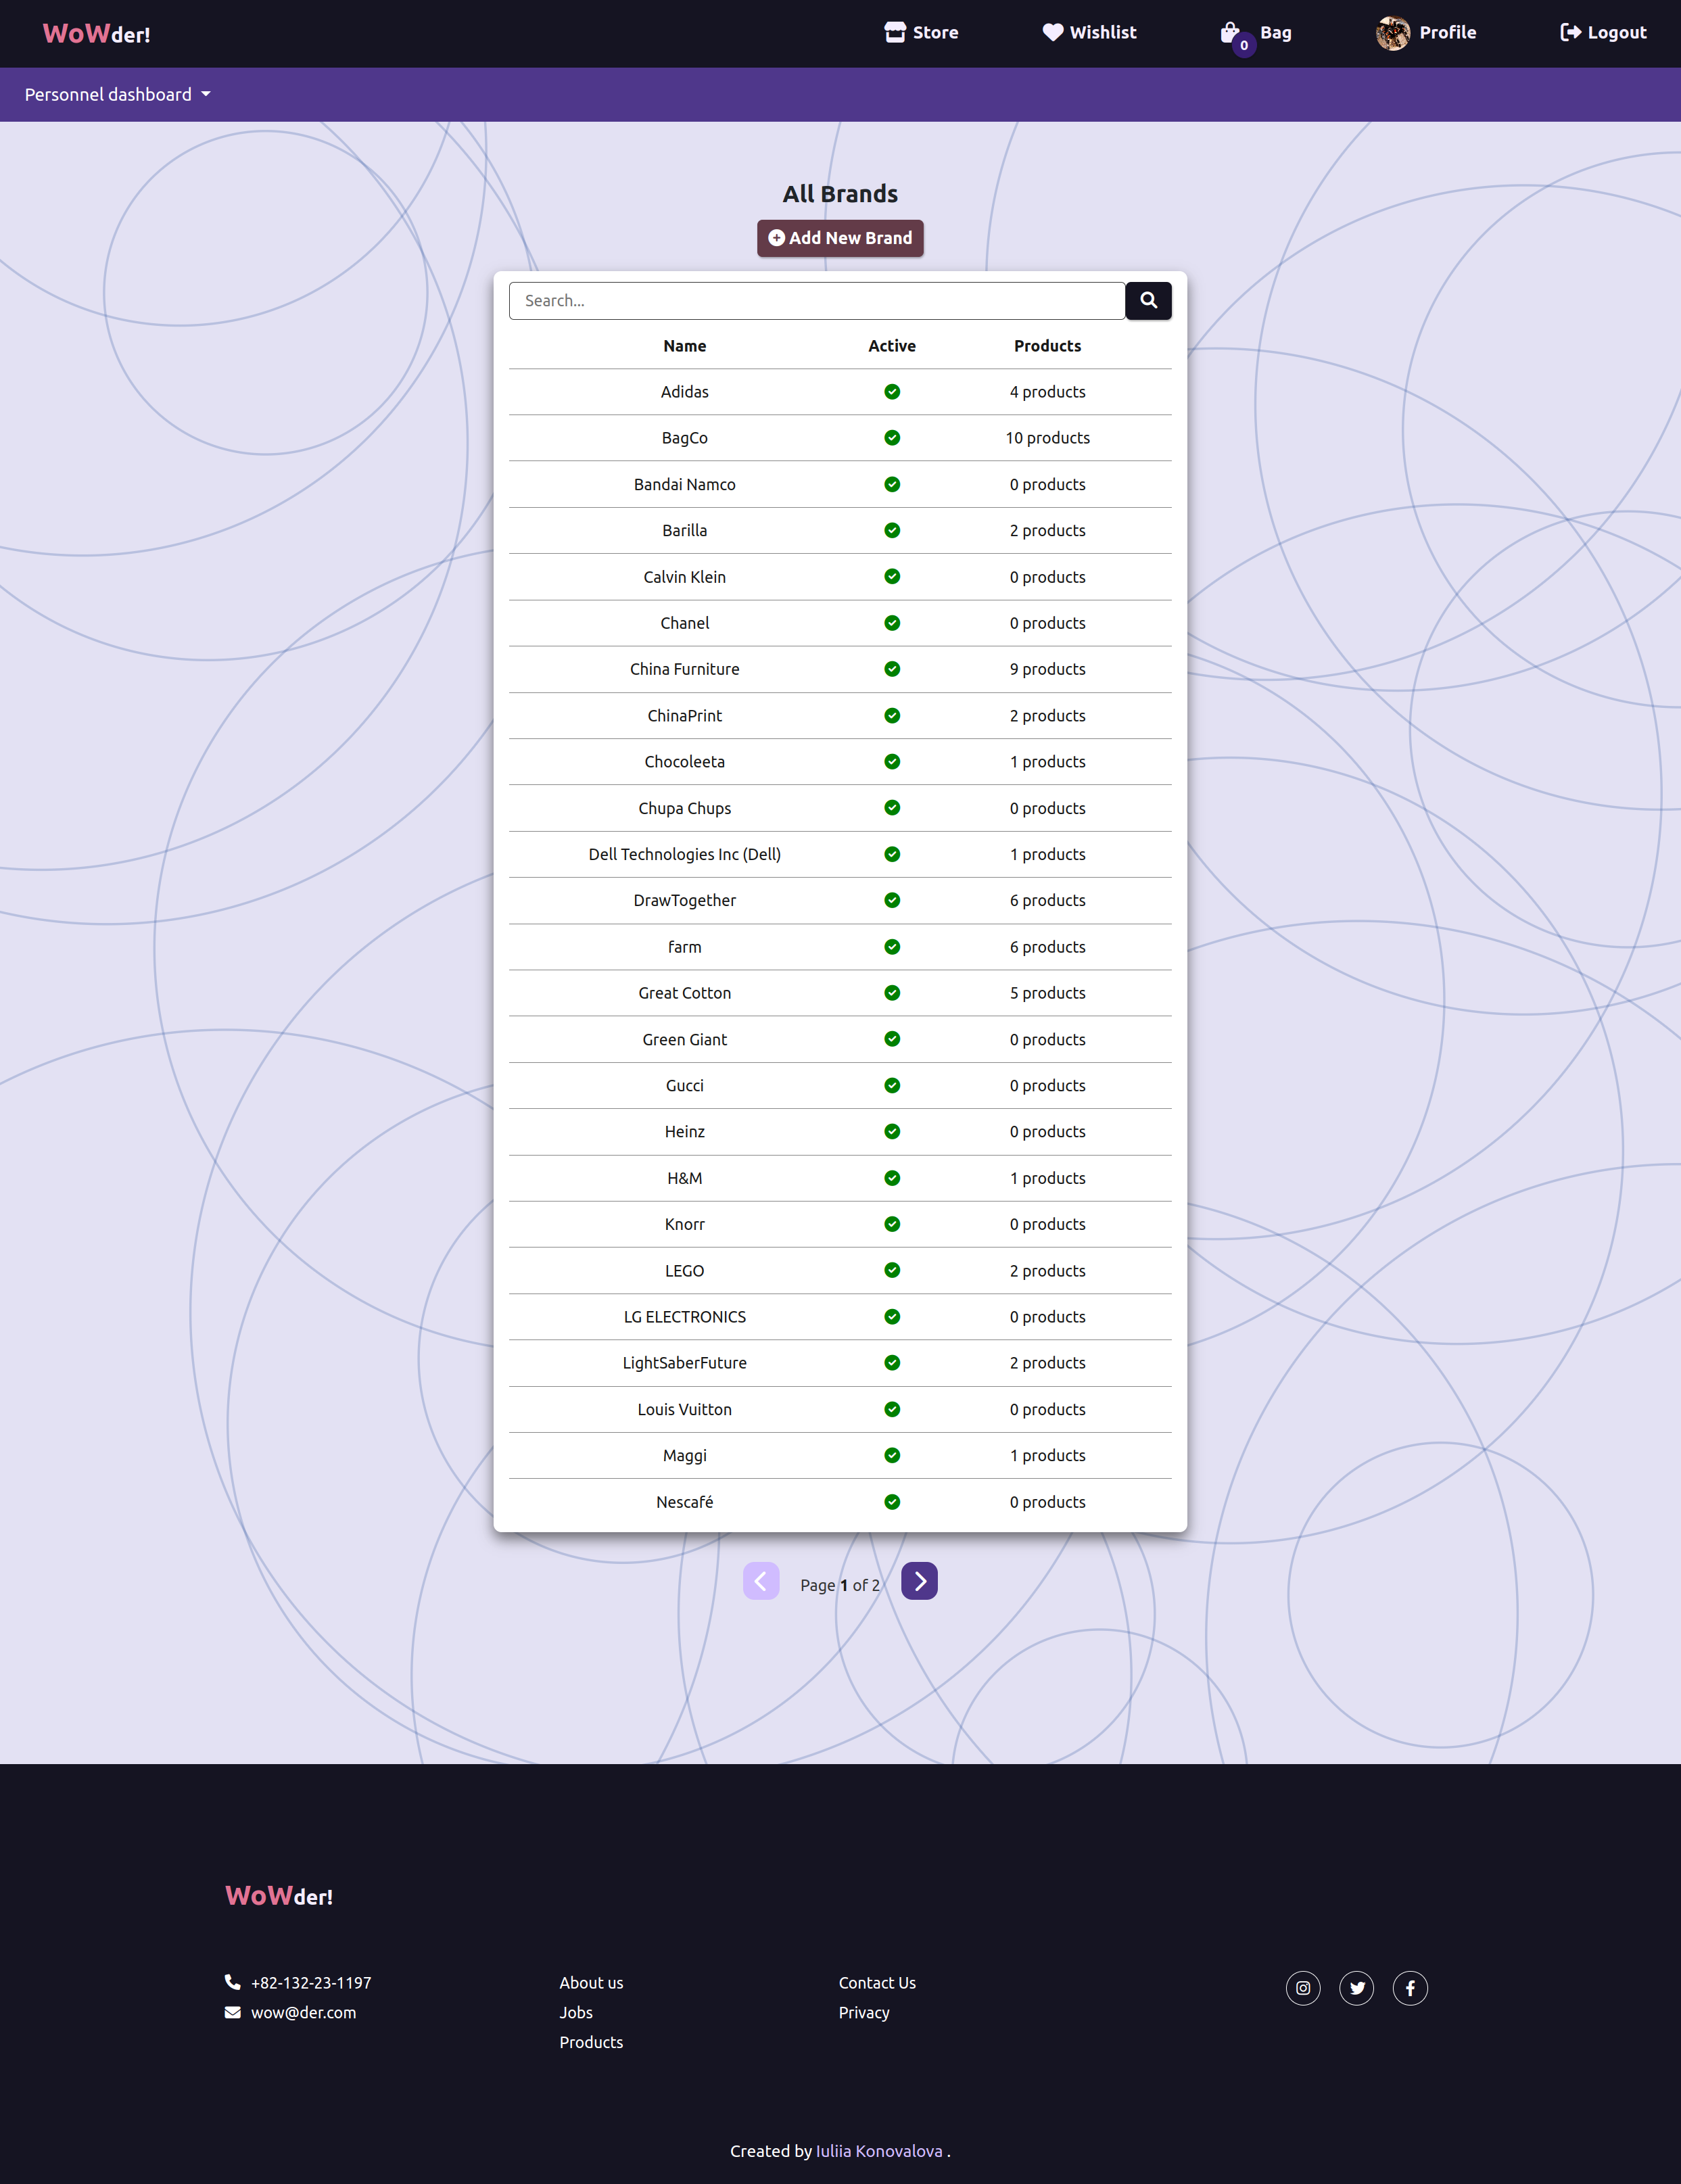 WoWder! Store Wishlist 0 Bag Profile Logout
Personnel dashboard
All Brands
Add New Brand
Search...
Name Active Products
Adidas 4 products
BagCo 10 products
Bandai Namco 0 products
Barilla 2 products
Calvin Klein 0 products
Chanel 0 products
China Furniture 9 products
ChinaPrint 2 products
Chocoleeta 1 products
Chupa Chups 0 products
Dell Technologies Inc (Dell) 1 products
DrawTogether 6 products
farm 6 products
Great Cotton 5 products
Green Giant 0 products
Gucci 0 products
Heinz 0 products
H&M 1 products
Knorr 0 products
LEGO 2 products
LG ELECTRONICS 0 products
LightSaberFuture 2 products
Louis Vuitton 0 products
Maggi 1 products
Nescafé 0 products
Page 1 of 2
WoWder!
+82-132-23-1197 About us Contact Us
wow@der.com Jobs Privacy
Products
Created by Iuliia Konovalova .